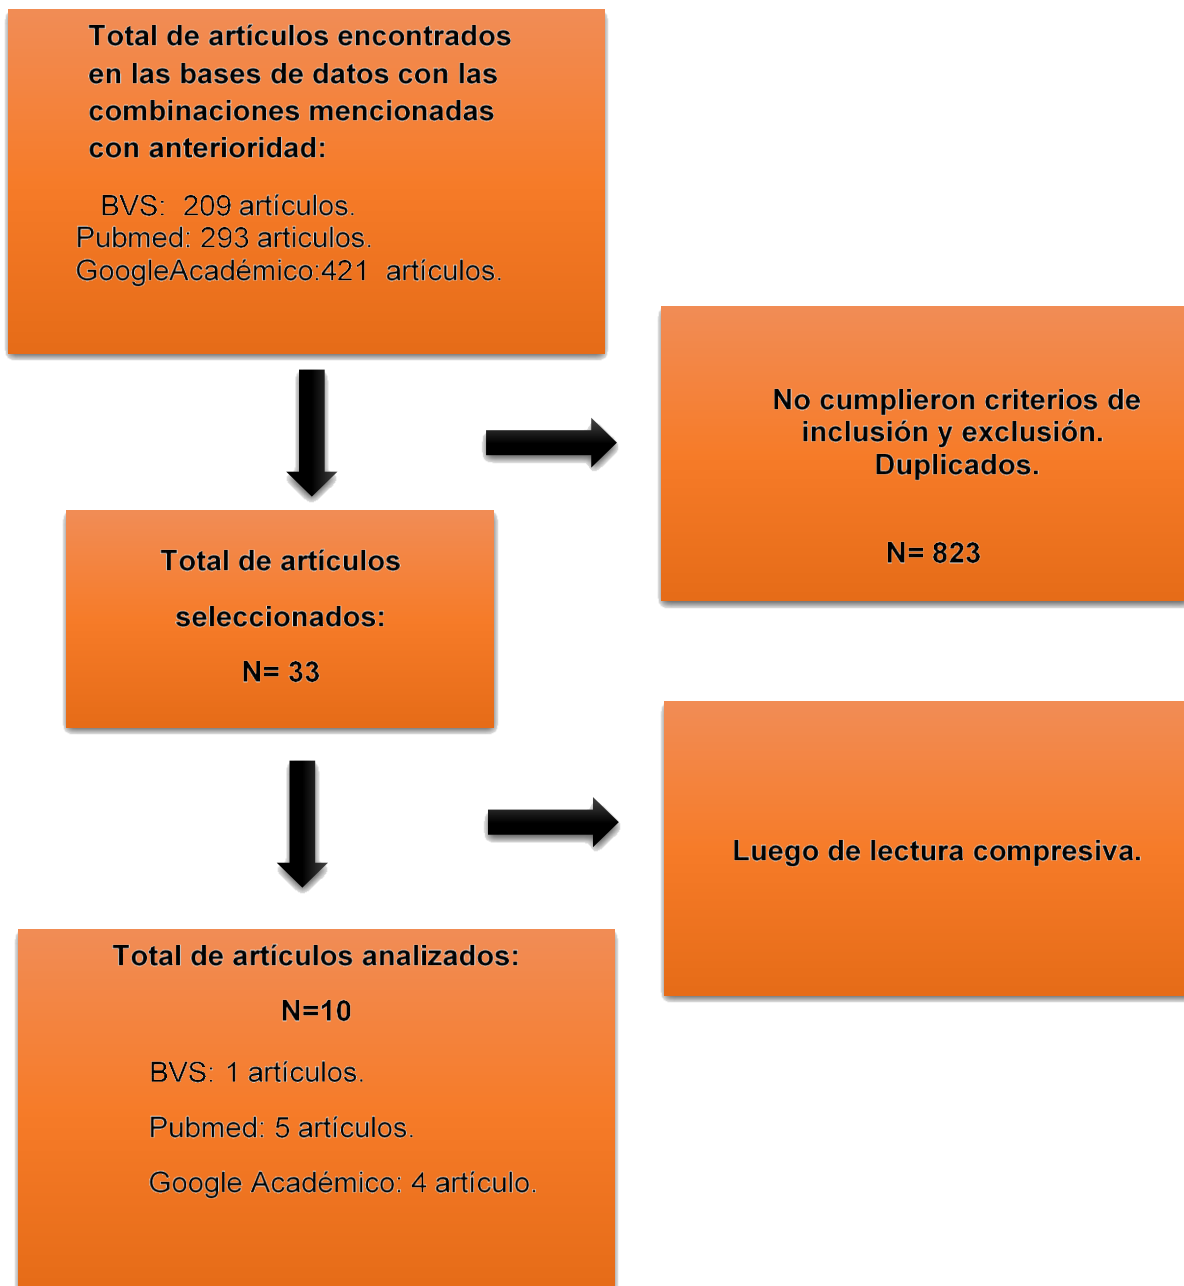 Total de artículos encontrados
en las bases de datos con las
combinaciones mencionadas
con anterioridad:
BVS: 209 artículos.
Pubmed: 293 articulos.
GoogleAcadémico:421 artículos.
No cumplieron criterios de
inclusión y exclusión.
Duplicados.
N= 823
Total de artículos
seleccionados:
N= 33
Luego de lectura compresiva.
Total de artículos analizados:
N=10
BVS: 1 artículos.
Pubmed: 5 artículos.
Google Académico: 4 artículo.